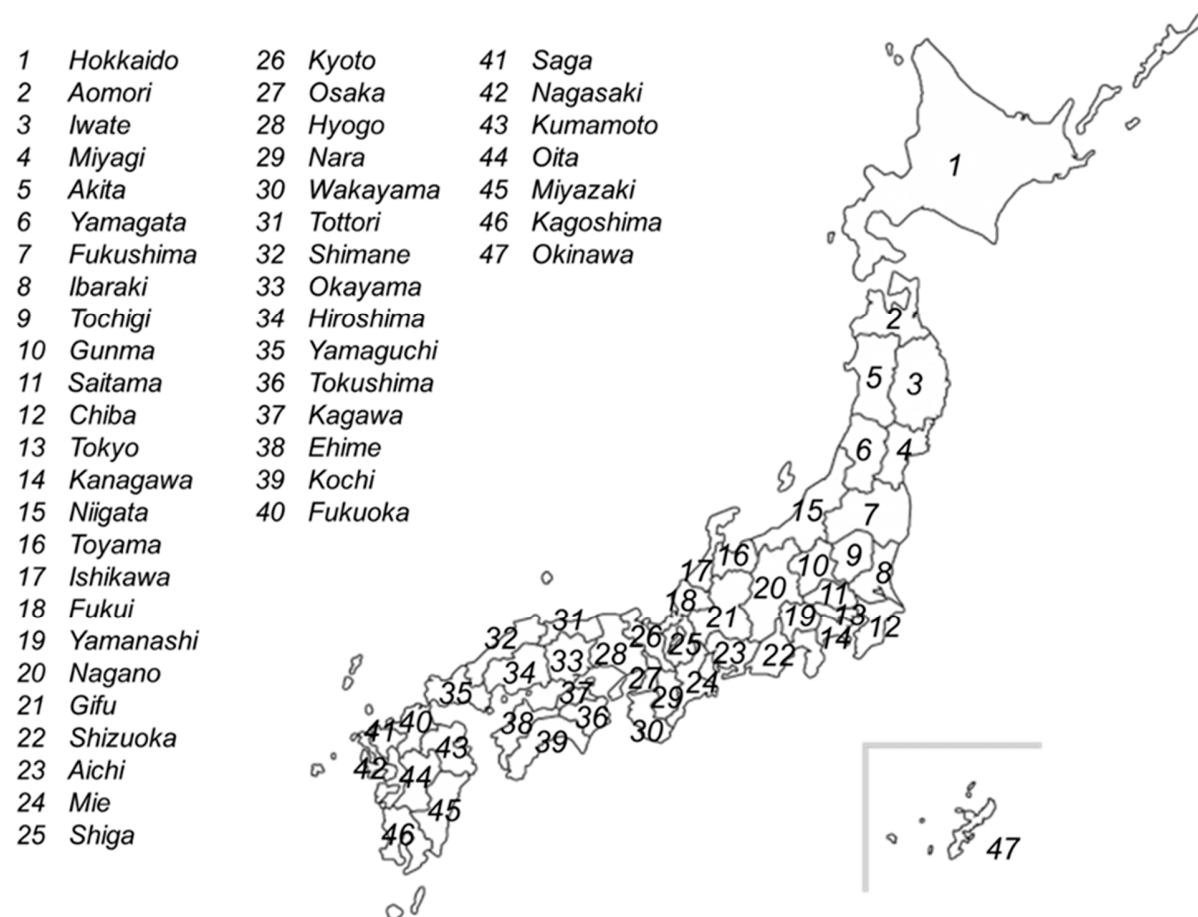 1 Hokkaido
2 Aomori
3 Iwate
4 Miyagi
5 Akita
6 Yamagata
7 Fukushima
8 Ibaraki
9 Tochigi
10 Gunma
11 Saitama
12 Chiba
13 Tokyo
14 Kanagawa
15 Niigata
16 Toyama
17 Ishikawa
18 Fukui
19 Yamanashi
20 Nagano
21 Gifu
22 Shizuoka
23 Aichi
24 Mie
25 Shiga
26 Kyoto
27 Osaka
28 Hyogo
29 Nara
30 Wakayama
31 Tottori
32 Shimane
33 Okayama
34 Hiroshima
35 Yamaguchi
36 Tokushima
37 Kagawa
38 Ehime
39 Kochi
40 Fukuoka
41 Saga
42 Nagasaki
43 Kumamoto
44 Oita
45 Miyazaki
46 Kagoshima
47 Okinawa
1
2
5
3
6
4
15
7
16
9
17
10
8
20
11
18
21
19
13
12
31
32
26
25
14
33
28
23
22
34
27
24
35
37
29
38
36
40
41
39
30
43
42
44
45
46
47